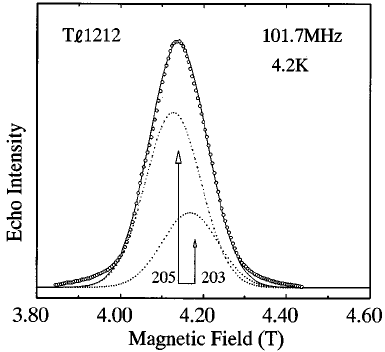 Tℓ1212
101.7MHz
4.2K
Echo Intensity
205
203
3.80
4.00
4.20
4.40
4.60
Magnetic Field (T)